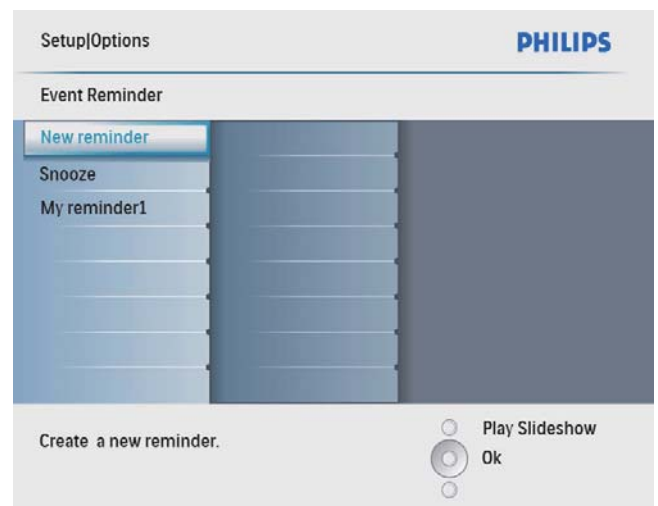 Setup|Options
PHILIPS
Event Reminder
New reminder
Snooze
My reminder1
Create a new reminder.
Play Slideshow
Ok